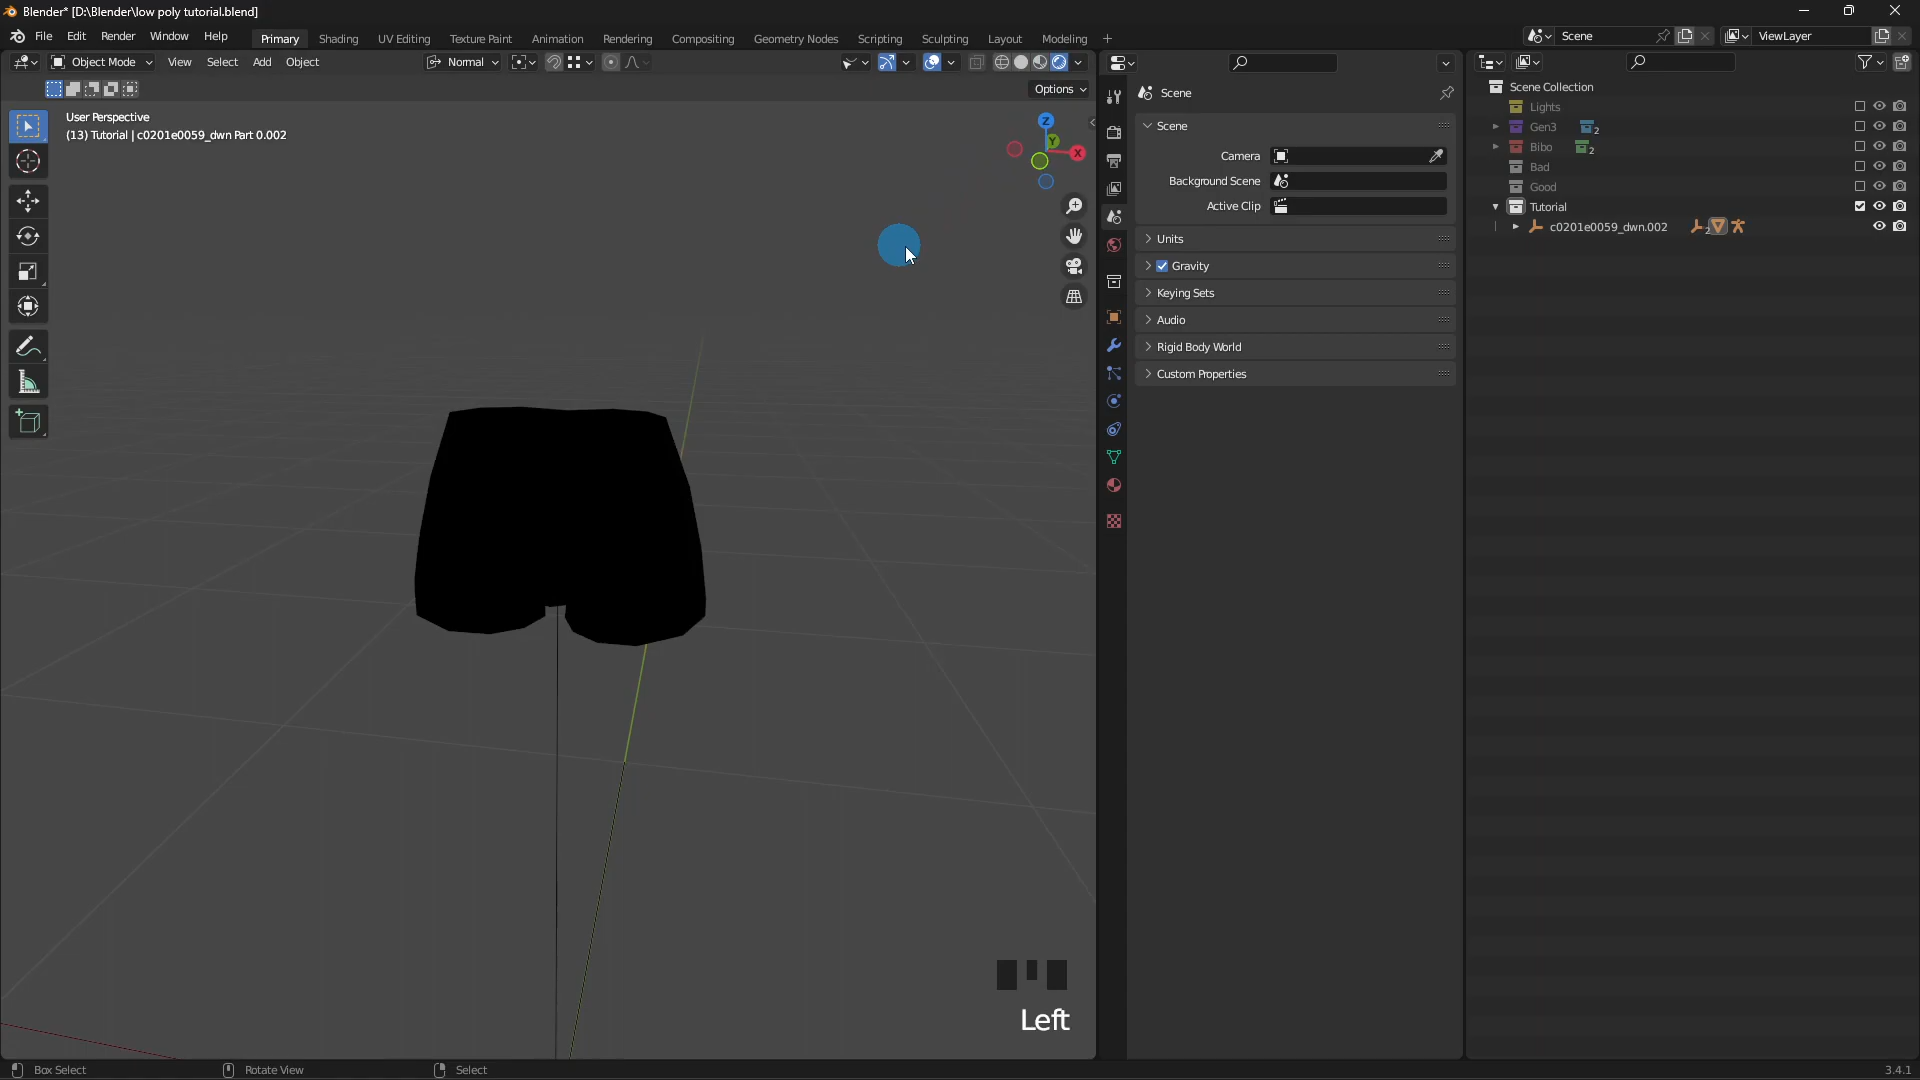 Blender* [D:\Blender\low poly tutorial.blend]
File Edit Render Window Help Primary Shading UV Editing Texture Paint Animation Rendering Compositing Geometry Nodes Scripting Sculpting Layout Modeling + Scene ViewLayer
Object Mode View Select Add Object Normal
Options
User Perspective
(13) Tutorial | c0201e0059_dwn Part 0.002
Z
Y
X
Scene
Scene
Camera
Background Scene
Active Clip
Units
Gravity
Keying Sets
Audio
Rigid Body World
Custom Properties
Scene Collection
Lights
Gen3 2
Bibo 2
Bad
Good
Tutorial
c0201e0059_dwn.002 2
Left
Box Select Rotate View Select 3.4.1